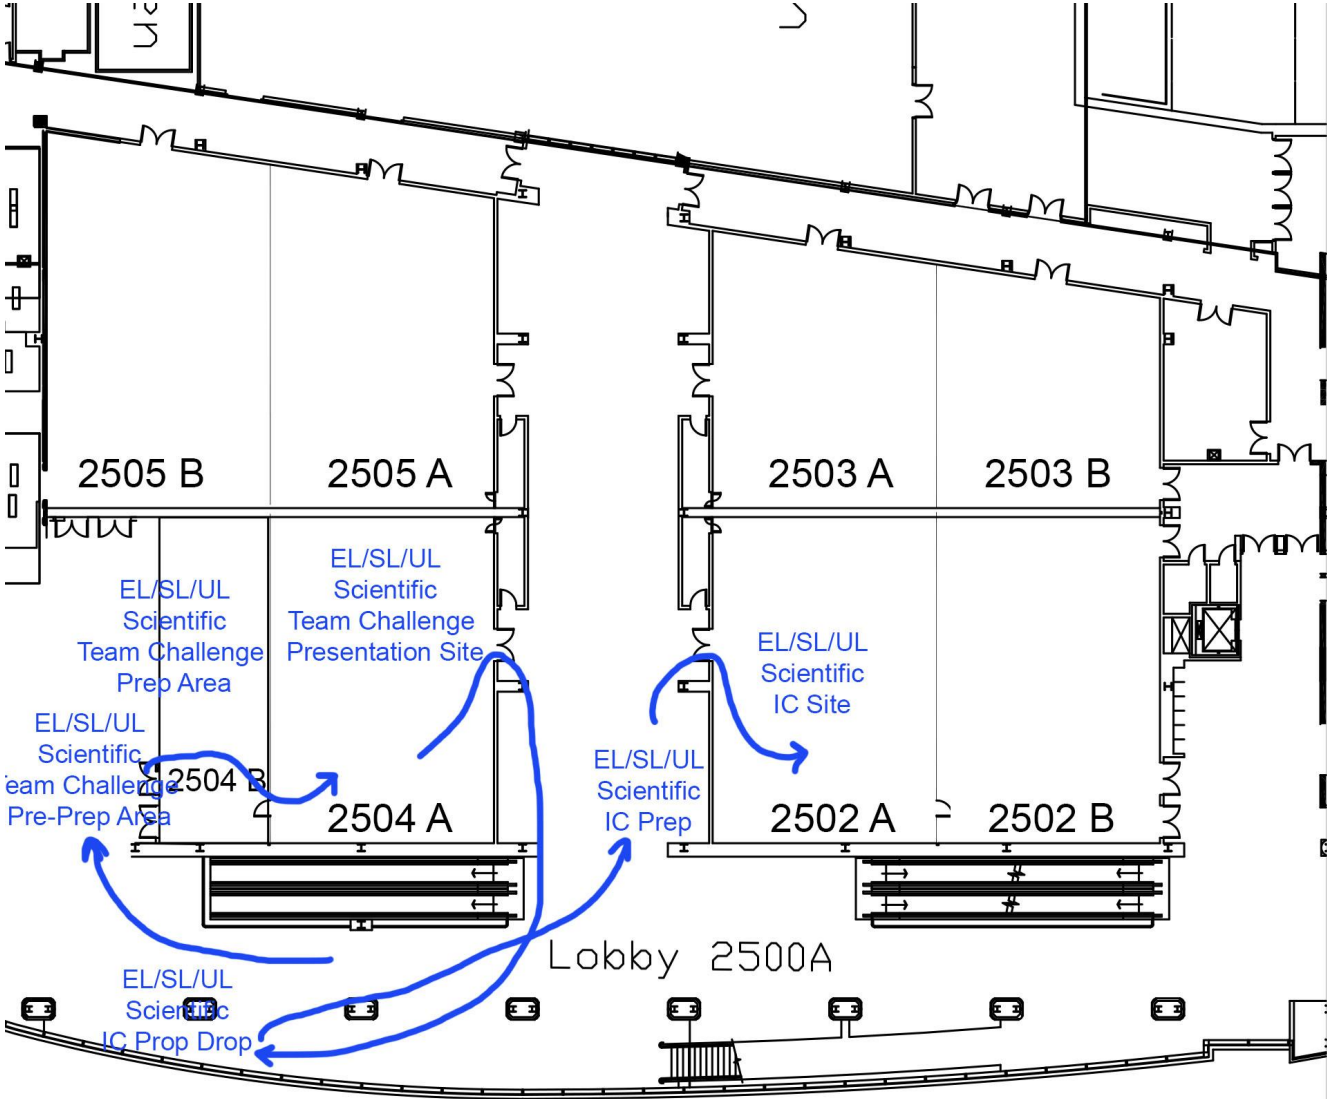 2505 B
2505 A
2503 A
2503 B
EL/SL/UL
Scientific
Team Challenge
Prep Area
EL/SL/UL
Scientific
Team Challenge
Presentation Site
EL/SL/UL
Scientific
IC Site
EL/SL/UL
Scientific
eam Challenge
Pre-Prep Area
2504 B
2504 A
EL/SL/UL
Scientific
IC Prep
2502 A
2502 B
Lobby 2500A
EL/SL/UL
Scientific
IC Prop Drop